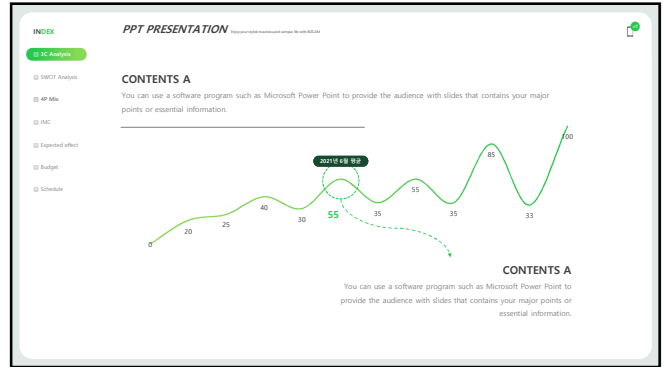 INDEX
3C Analysis
SWOT Analysis
4P Mix
IMC
Expected effect
Budget
Schedule
PPT PRESENTATION
CONTENTS A
You can use a software program such as Microsoft Power Point to provide the audience with slides that contains your major
points or essential information.
2021년 6월 평균
0
20
25
40
30
55
35
55
35
85
33
100
CONTENTS A
You can use a software program such as Microsoft Power Point to
provide the audience with slides that contains your major points or
essential information.